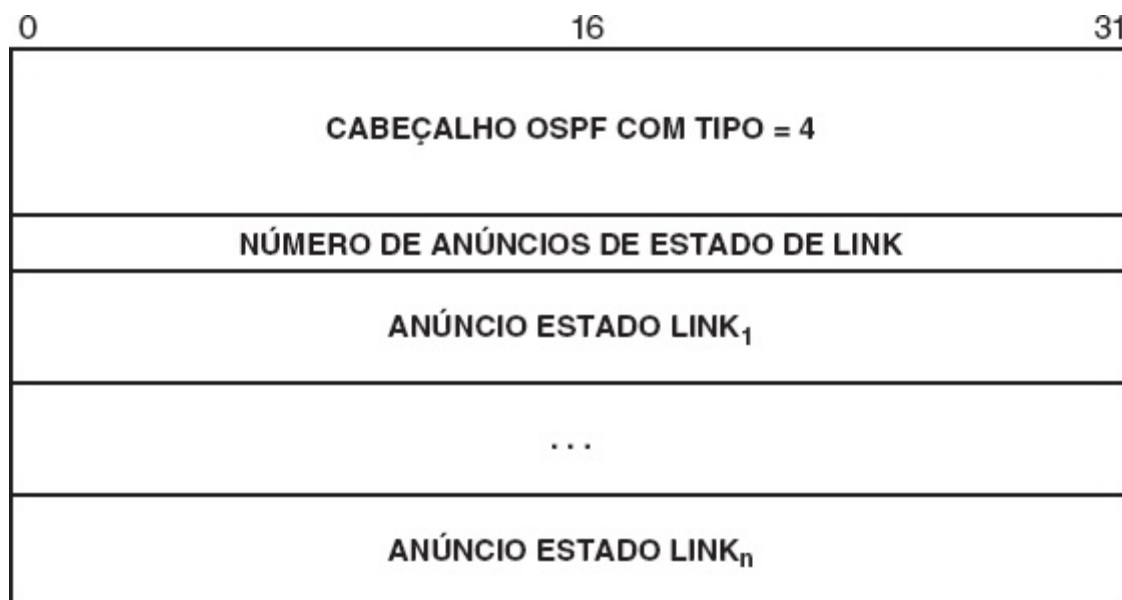 0 16 31
CABEÇALHO OSPF COM TIPO = 4
NÚMERO DE ANÚNCIOS DE ESTADO DE LINK
ANÚNCIO ESTADO LINK₁
. . .
ANÚNCIO ESTADO LINKₙ